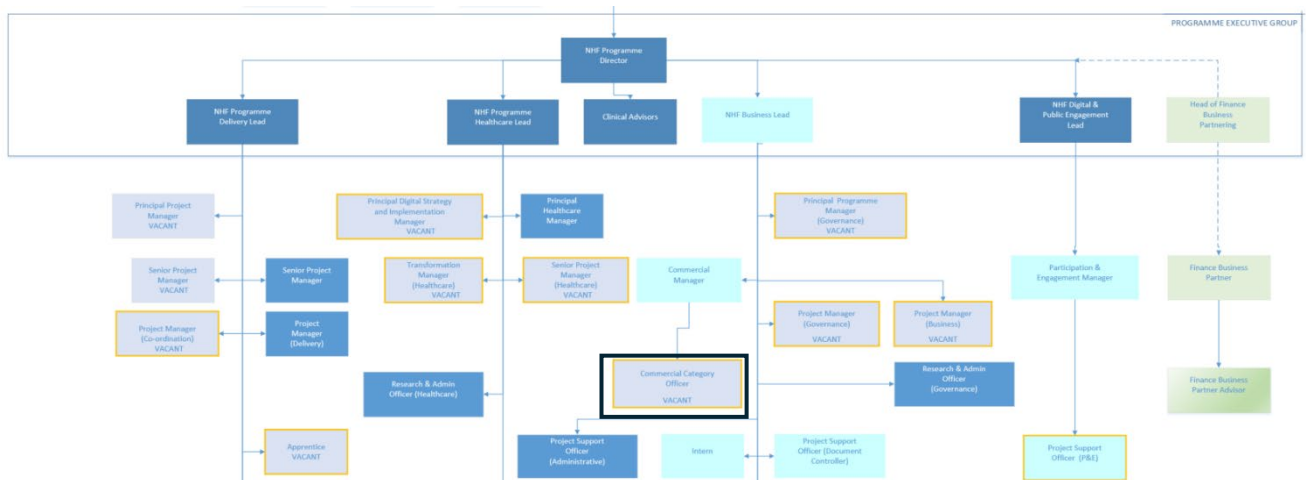 PROGRAMME EXECUTIVE GROUP
NHF Programme
Director
NHF Programme
Delivery Lead
NHF Programme
Healthcare Lead
Clinical Advisors
NHF Business Lead
NHF Digital &
Public Engagement
Lead
Head of Finance
Business
Partnering
Principal Project
Manager
VACANT
Principal Digital Strategy
and Implementation
Manager
VACANT
Principal
Healthcare
Manager
Principal Programme
Manager
(Governance)
VACANT
Senior Project
Manager
VACANT
Senior Project
Manager
Transformation
Manager
(Healthcare)
VACANT
Senior Project
Manager
(Healthcare)
VACANT
Commercial
Manager
Participation &
Engagement Manager
Finance Business
Partner
Project Manager
(Co-ordination)
VACANT
Project
Manager
(Delivery)
Project Manager
(Governance)
VACANT
Project Manager
(Business)
VACANT
Research & Admin
Officer (Healthcare)
Commercial Category
Officer
VACANT
Research & Admin
Officer
(Governance)
Finance Business
Partner Advisor
Apprentice
VACANT
Project Support
Officer
(Administrative)
Intern
Project Support
Officer (Document
Controller)
Project Support
Officer (P&E)